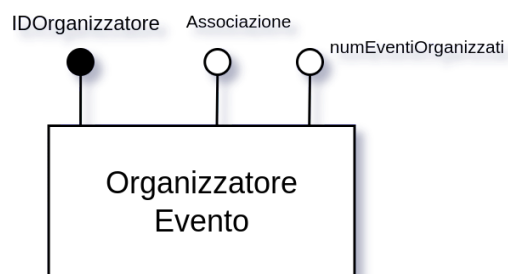 IDOrganizzatore
Associazione
numEventiOrganizzati
Organizzatore
Evento